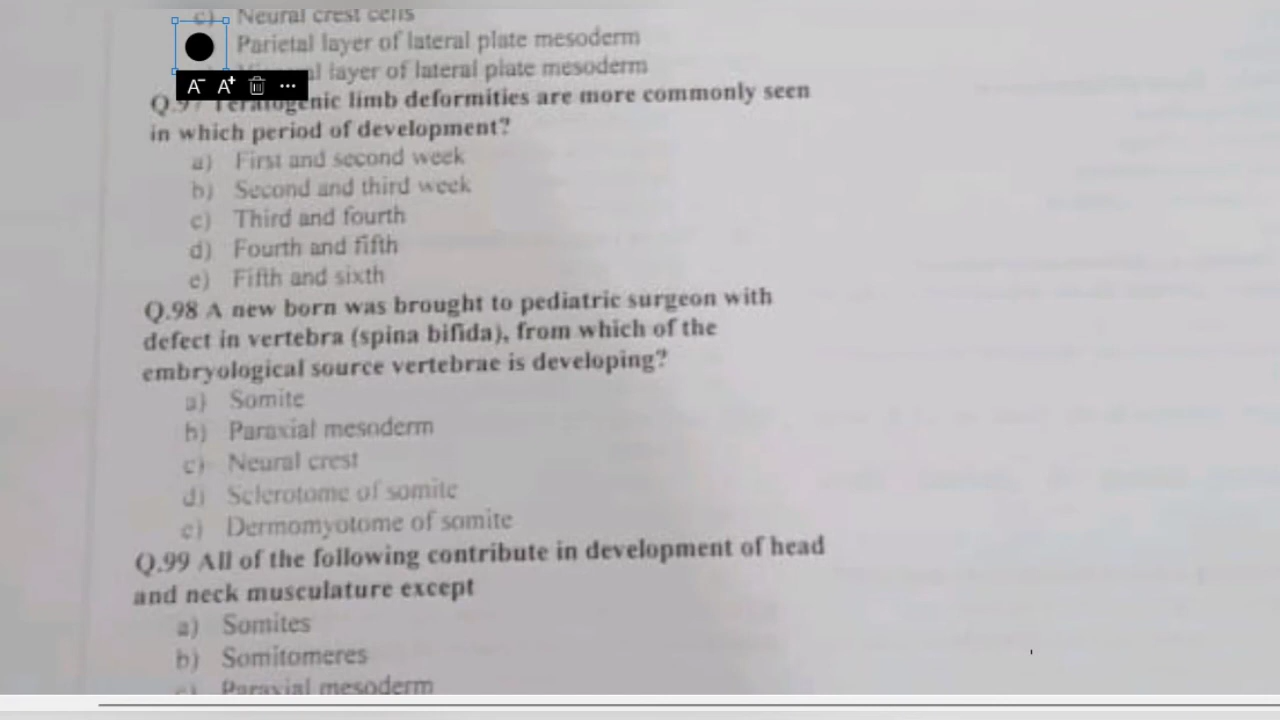 c) Neural crest cells
Parietal layer of lateral plate mesoderm
layer of lateral plate mesoderm
A- A+ ...
Q.97 Teratogenic limb deformities are more commonly seen
in which period of development?
a) First and second week
b) Second and third week
c) Third and fourth
d) Fourth and fifth
e) Fifth and sixth
Q.98 A new born was brought to pediatric surgeon with
defect in vertebra (spina bifida), from which of the
embryological source vertebrae is developing?
a) Somite
b) Paraxial mesoderm
c) Neural crest
d) Sclerotome of somite
e) Dermomyotome of somite
Q.99 All of the following contribute in development of head
and neck musculature except
a) Somites
b) Somitomeres
c) Paraxial mesoderm